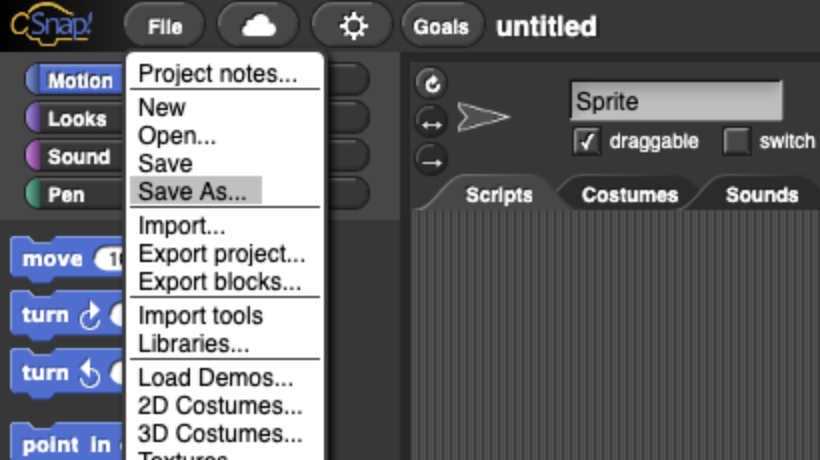 CSnap!
File
Goals
untitled
Project notes...
New
Open...
Save
Save As...
Import...
Export project...
Export blocks...
Import tools
Libraries...
Load Demos...
2D Costumes...
3D Costumes...
Textures
Motion
Looks
Sound
Pen
move
turn
turn
point in
Sprite
draggable
switch
Scripts Costumes Sounds